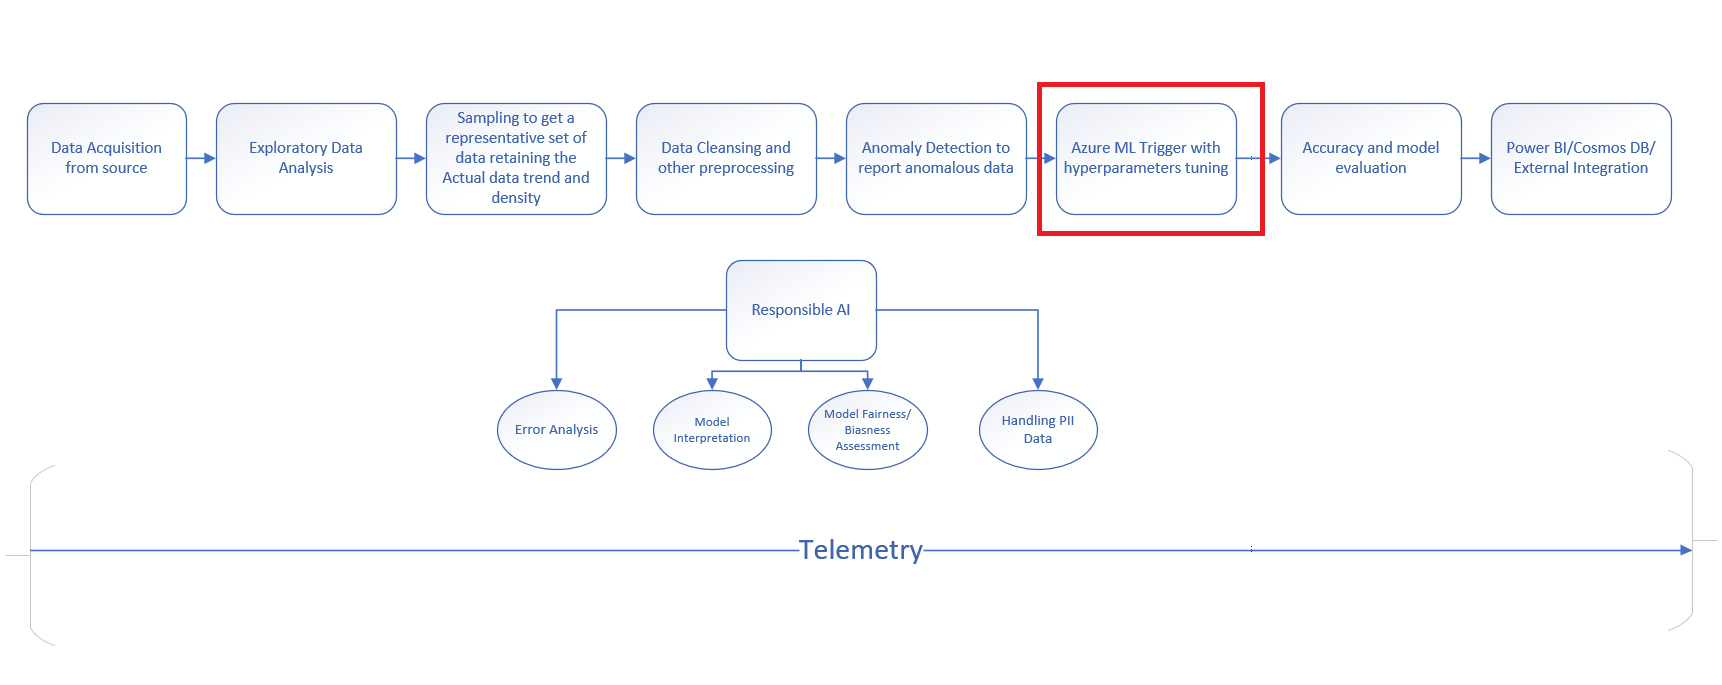 Data Acquisition
from source
Exploratory Data
Analysis
Sampling to get a
representative set of
data retaining the
Actual data trend and
density
Data Cleansing and
other preprocessing
Anomaly Detection to
report anomalous data
Azure ML Trigger with
hyperparameters tuning
Accuracy and model
evaluation
Power BI/Cosmos DB/
External Integration
Responsible AI
Error Analysis
Model
Interpretation
Model Fairness/
Biasness
Assessment
Handling PII
Data
Telemetry